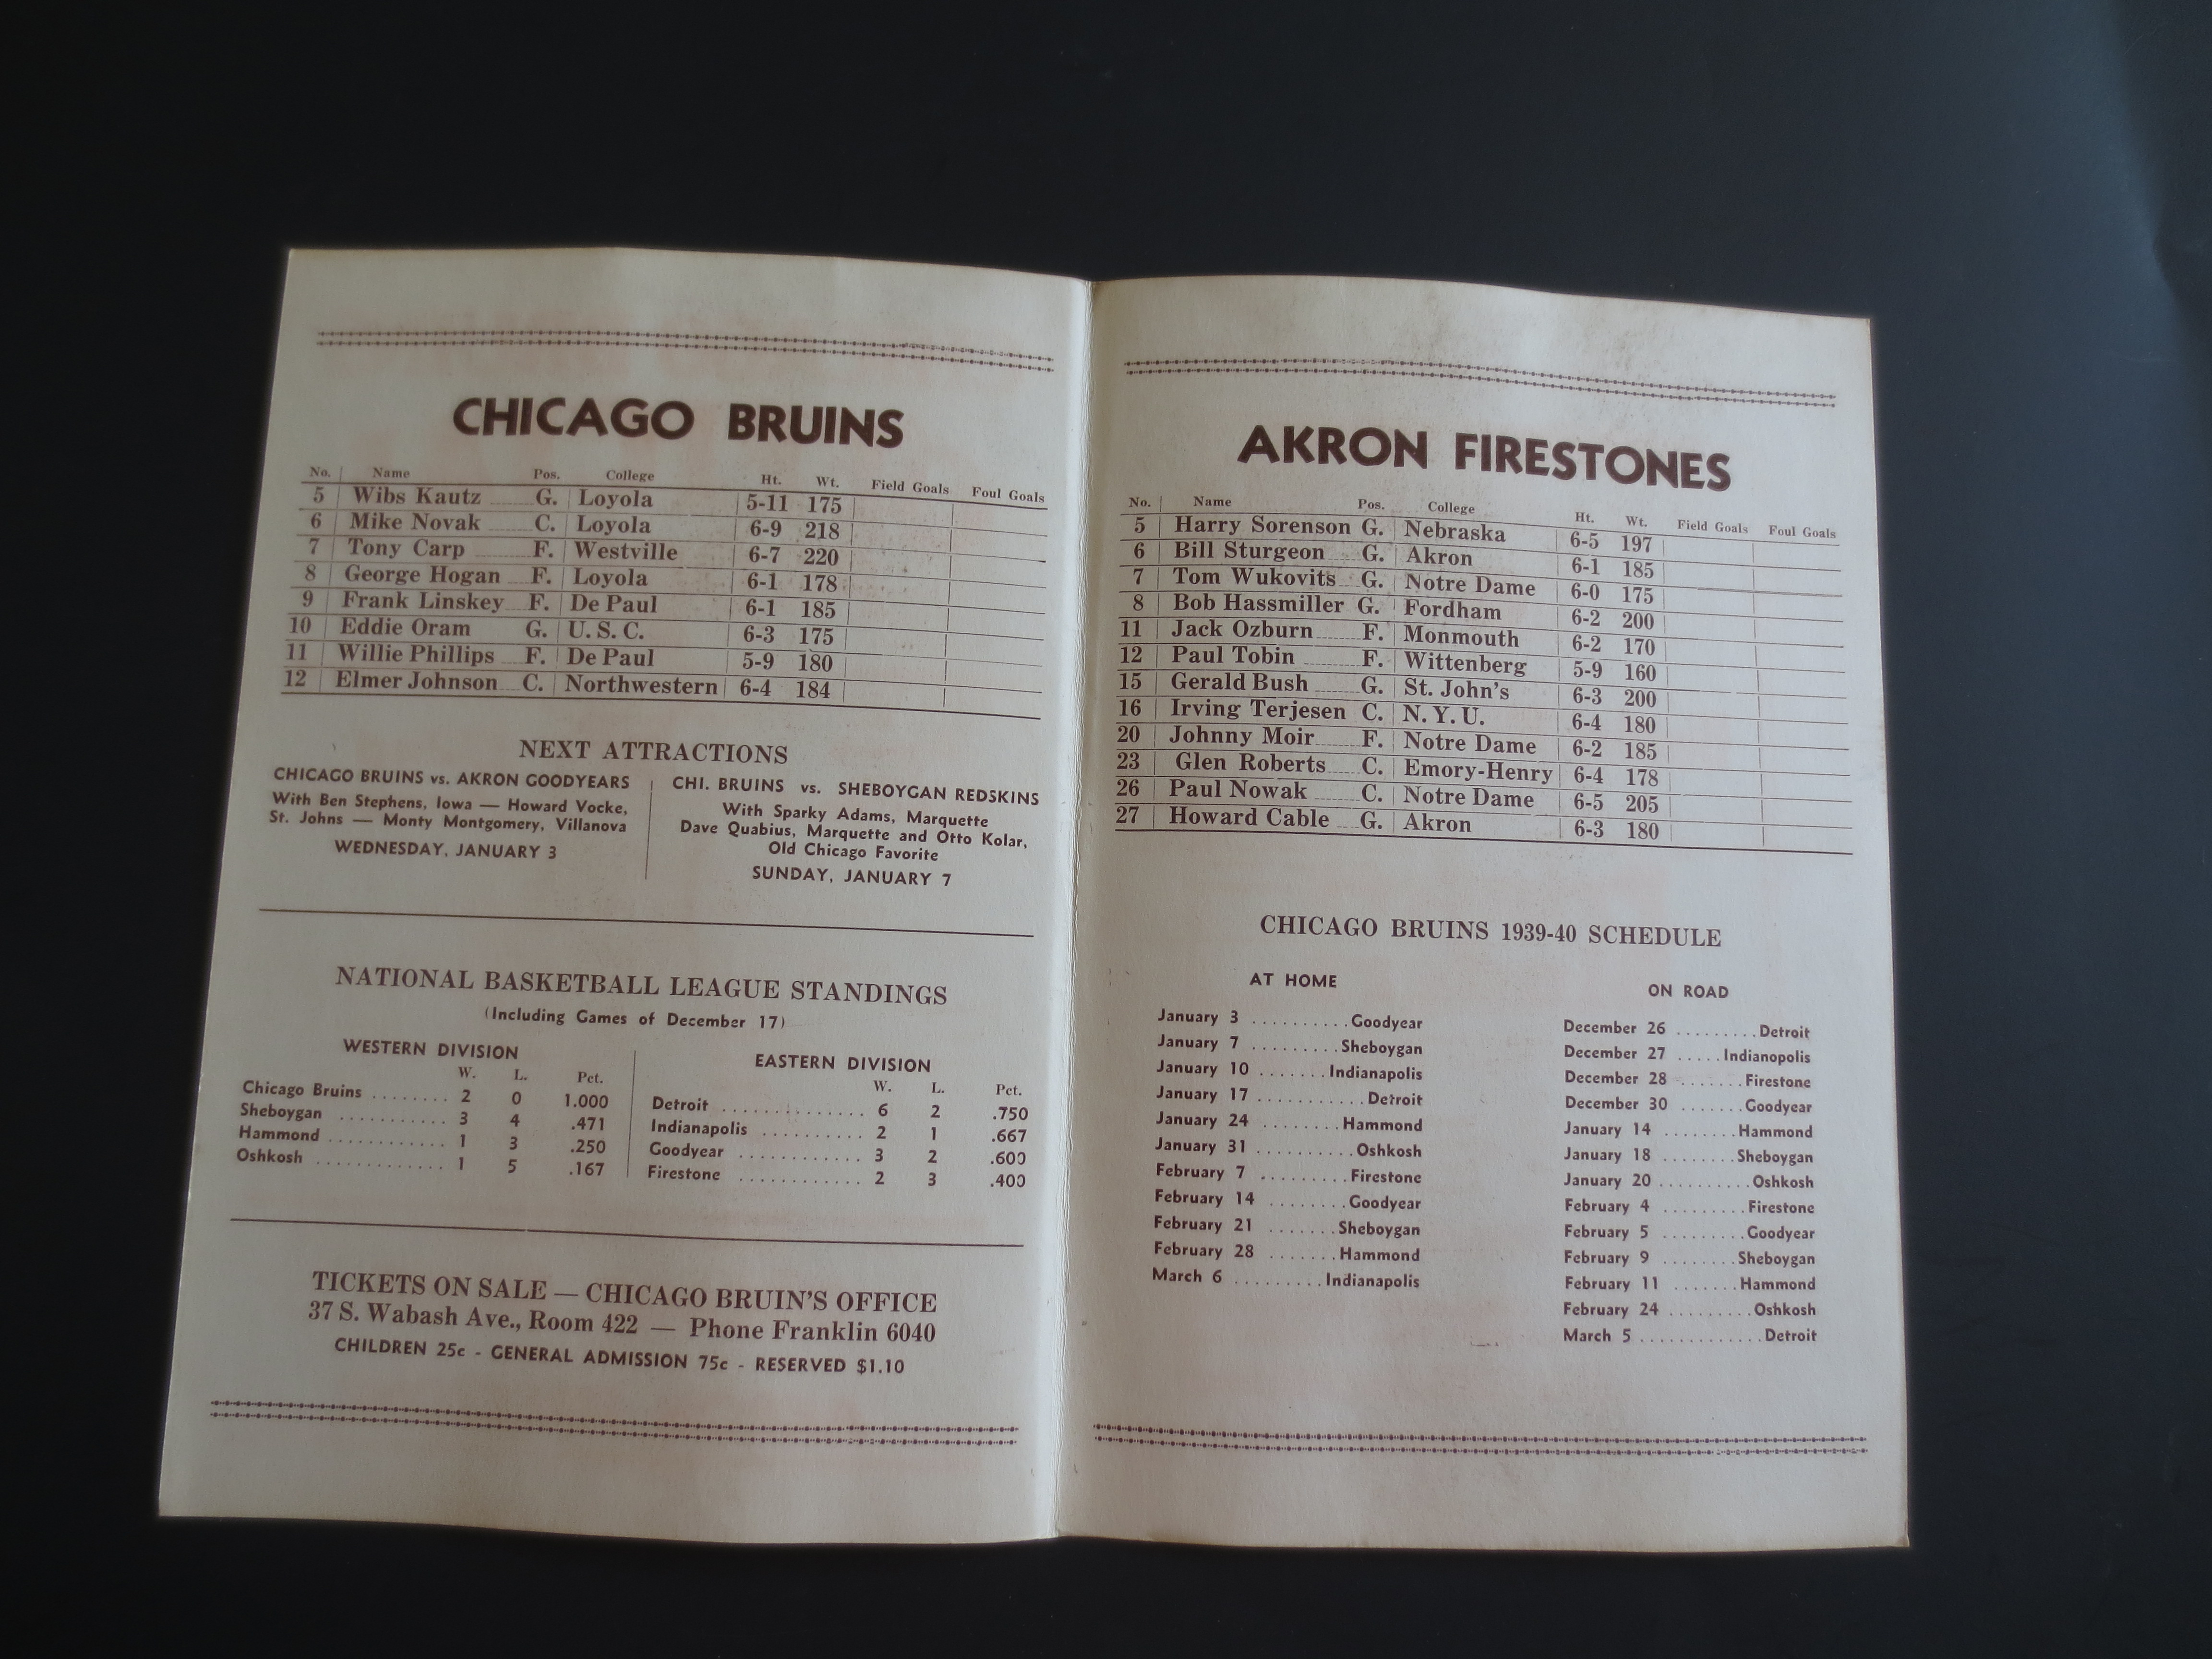 CHICAGO BRUINS
No. Name Pos. College Ht. Wt. Field Goals Foul Goals
5 Wibs Kautz G. Loyola 5-11 175
6 Mike Novak C. Loyola 6-9 218
7 Tony Carp F. Westville 6-7 220
8 George Hogan F. Loyola 6-1 178
9 Frank Linskey F. De Paul 6-1 185
10 Eddie Oram G. U. S. C. 6-3 175
11 Willie Phillips F. De Paul 5-9 180
12 Elmer Johnson C. Northwestern 6-4 184
NEXT ATTRACTIONS
CHICAGO BRUINS vs. AKRON GOODYEARS
With Ben Stephens, Iowa — Howard Vocke,
St. Johns — Monty Montgomery, Villanova
WEDNESDAY, JANUARY 3
CHI. BRUINS vs. SHEBOYGAN REDSKINS
With Sparky Adams, Marquette
Dave Quabius, Marquette and Otto Kolar,
Old Chicago Favorite
SUNDAY, JANUARY 7
NATIONAL BASKETBALL LEAGUE STANDINGS
(Including Games of December 17)
WESTERN DIVISION
W. L. Pct.
Chicago Bruins ........ 2 0 1.000
Sheboygan .......... 3 4 .471
Hammond ........... 1 3 .250
Oshkosh ............ 1 5 .167
EASTERN DIVISION
W. L. Pct.
Detroit .............. 6 2 .750
Indianapolis .......... 2 1 .667
Goodyear ............ 3 2 .600
Firestone ............ 2 3 .400
TICKETS ON SALE — CHICAGO BRUIN'S OFFICE
37 S. Wabash Ave., Room 422 — Phone Franklin 6040
CHILDREN 25c - GENERAL ADMISSION 75c - RESERVED $1.10
AKRON FIRESTONES
No. Name Pos. College Ht. Wt. Field Goals Foul Goals
5 Harry Sorenson G. Nebraska 6-5 197
6 Bill Sturgeon G. Akron 6-1 185
7 Tom Wukovits G. Notre Dame 6-0 175
8 Bob Hassmiller G. Fordham 6-2 200
11 Jack Ozburn F. Monmouth 6-2 170
12 Paul Tobin F. Wittenberg 5-9 160
15 Gerald Bush G. St. John's 6-3 200
16 Irving Terjesen C. N. Y. U. 6-4 180
20 Johnny Moir F. Notre Dame 6-2 185
23 Glen Roberts C. Emory-Henry 6-4 178
26 Paul Nowak C. Notre Dame 6-5 205
27 Howard Cable G. Akron 6-3 180
CHICAGO BRUINS 1939-40 SCHEDULE
AT HOME
January 3 .......... Goodyear
January 7 ......... Sheboygan
January 10 ....... Indianapolis
January 17 ........... Detroit
January 24 ........ Hammond
January 31 .......... Oshkosh
February 7 ......... Firestone
February 14 ........ Goodyear
February 21 ....... Sheboygan
February 28 ....... Hammond
March 6 ......... Indianapolis
ON ROAD
December 26 ......... Detroit
December 27 ..... Indianopolis
December 28 ....... Firestone
December 30 ....... Goodyear
January 14 ........ Hammond
January 18 ........ Sheboygan
January 20 .......... Oshkosh
February 4 ......... Firestone
February 5 ......... Goodyear
February 9 ........ Sheboygan
February 11 ....... Hammond
February 24 ......... Oshkosh
March 5 ............. Detroit